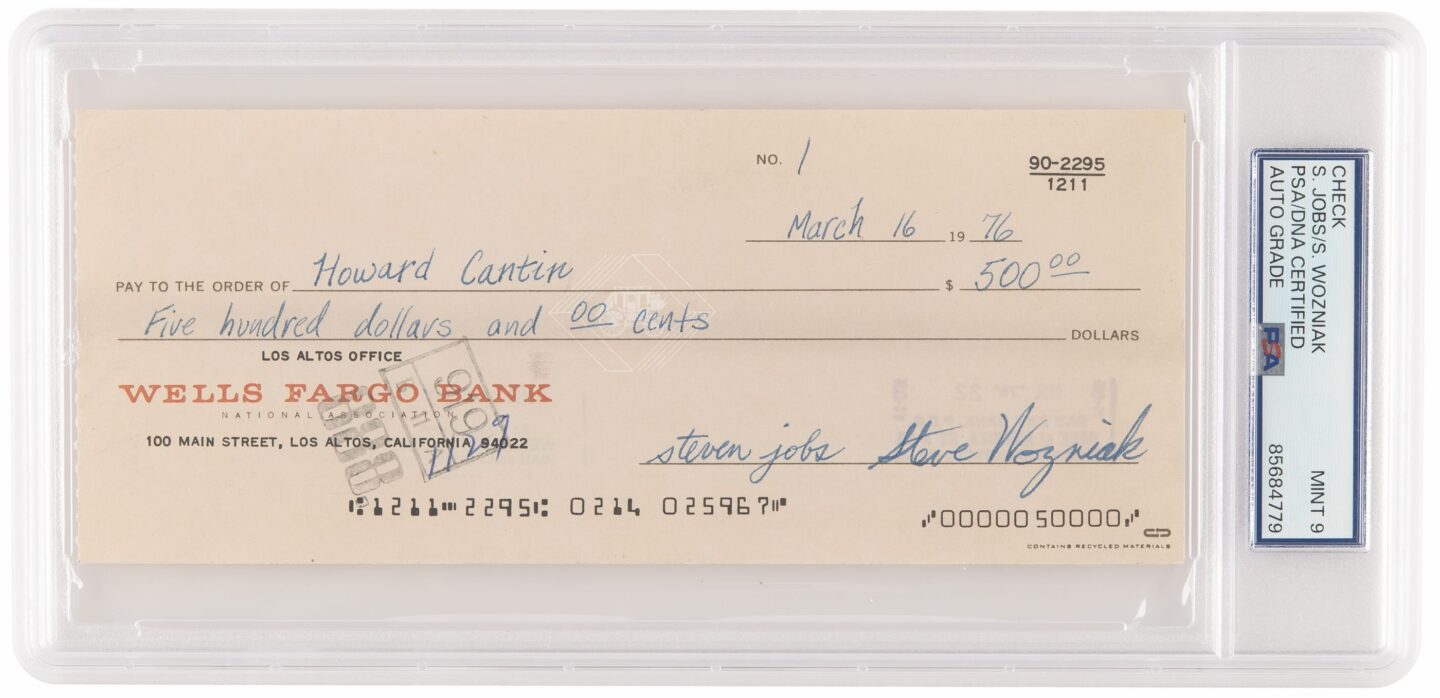 NO. 1
90-2295
1211
March 16 19 76
PAY TO THE ORDER OF Howard Cantin $ 500 00
Five hundred dollars and 00 cents DOLLARS
LOS ALTOS OFFICE
WELLS FARGO BANK
NATIONAL ASSOCIATION
100 MAIN STREET, LOS ALTOS, CALIFORNIA 94022
steven jobs Steve Wozniak
1211 2295 0214 025967
0000050000
CONTAINS RECYCLED MATERIALS
CHECK
S. JOBS/S. WOZNIAK
PSA/DNA CERTIFIED MINT 9
AUTO GRADE 85684779
PSA